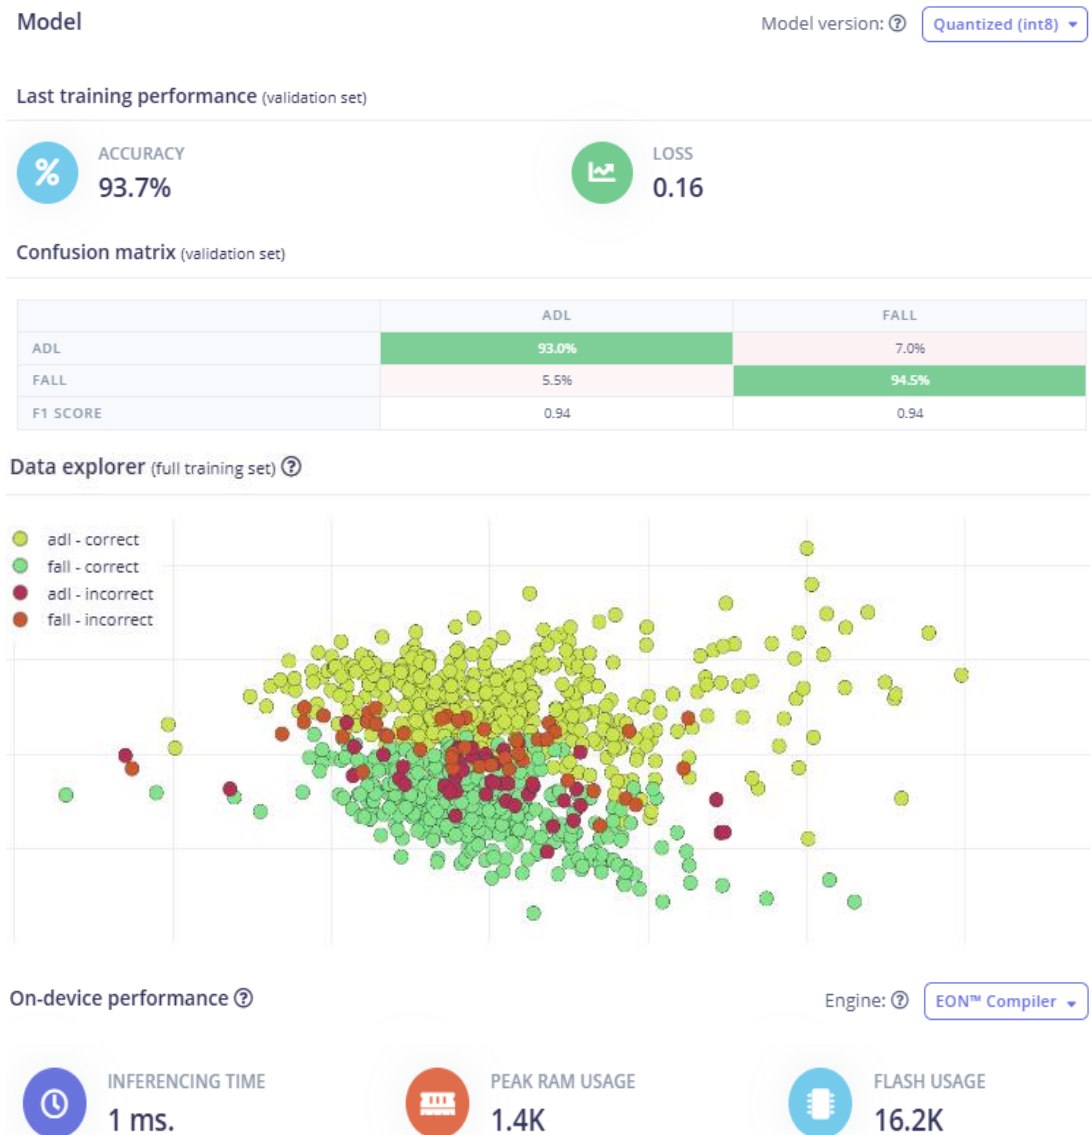 Model
Model version: Quantized (int8)
Last training performance (validation set)
ACCURACY
93.7%
LOSS
0.16
Confusion matrix (validation set)
ADL FALL
ADL 93.0% 7.0%
FALL 5.5% 94.5%
F1 SCORE 0.94 0.94
Data explorer (full training set)
adl - correct
fall - correct
adl - incorrect
fall - incorrect
On-device performance
Engine: EON™ Compiler
INFERENCING TIME
1 ms.
PEAK RAM USAGE
1.4K
FLASH USAGE
16.2K